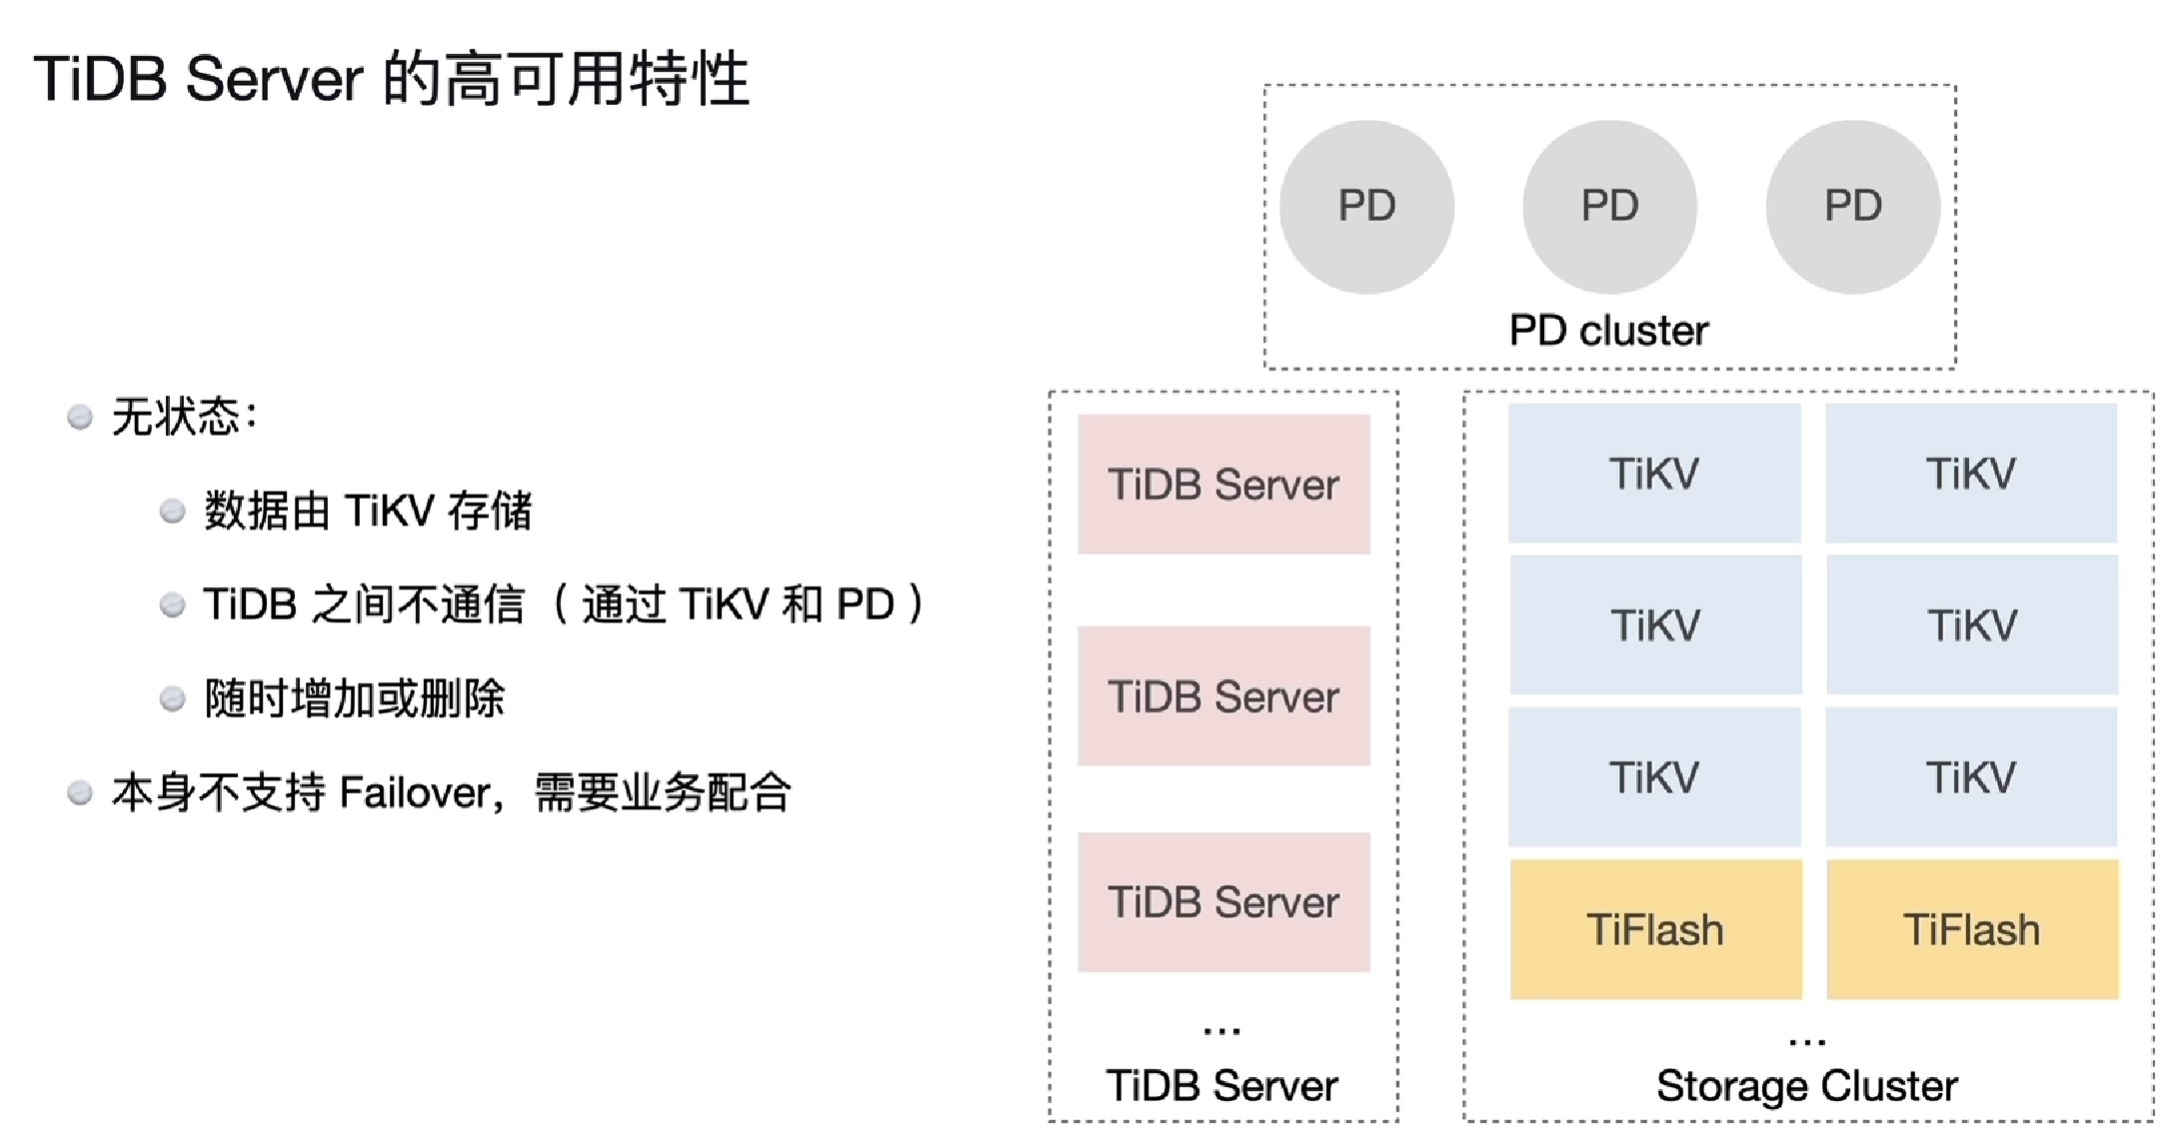 TiDB Server 的高可用特性
无状态：
数据由 TiKV 存储
TiDB 之间不通信（ 通过 TiKV 和 PD ）
随时增加或删除
本身不支持 Failover，需要业务配合
PD PD PD
PD cluster
TiDB Server
TiDB Server
TiDB Server
...
TiDB Server
TiKV TiKV
TiKV TiKV
TiKV TiKV
TiFlash TiFlash
...
Storage Cluster